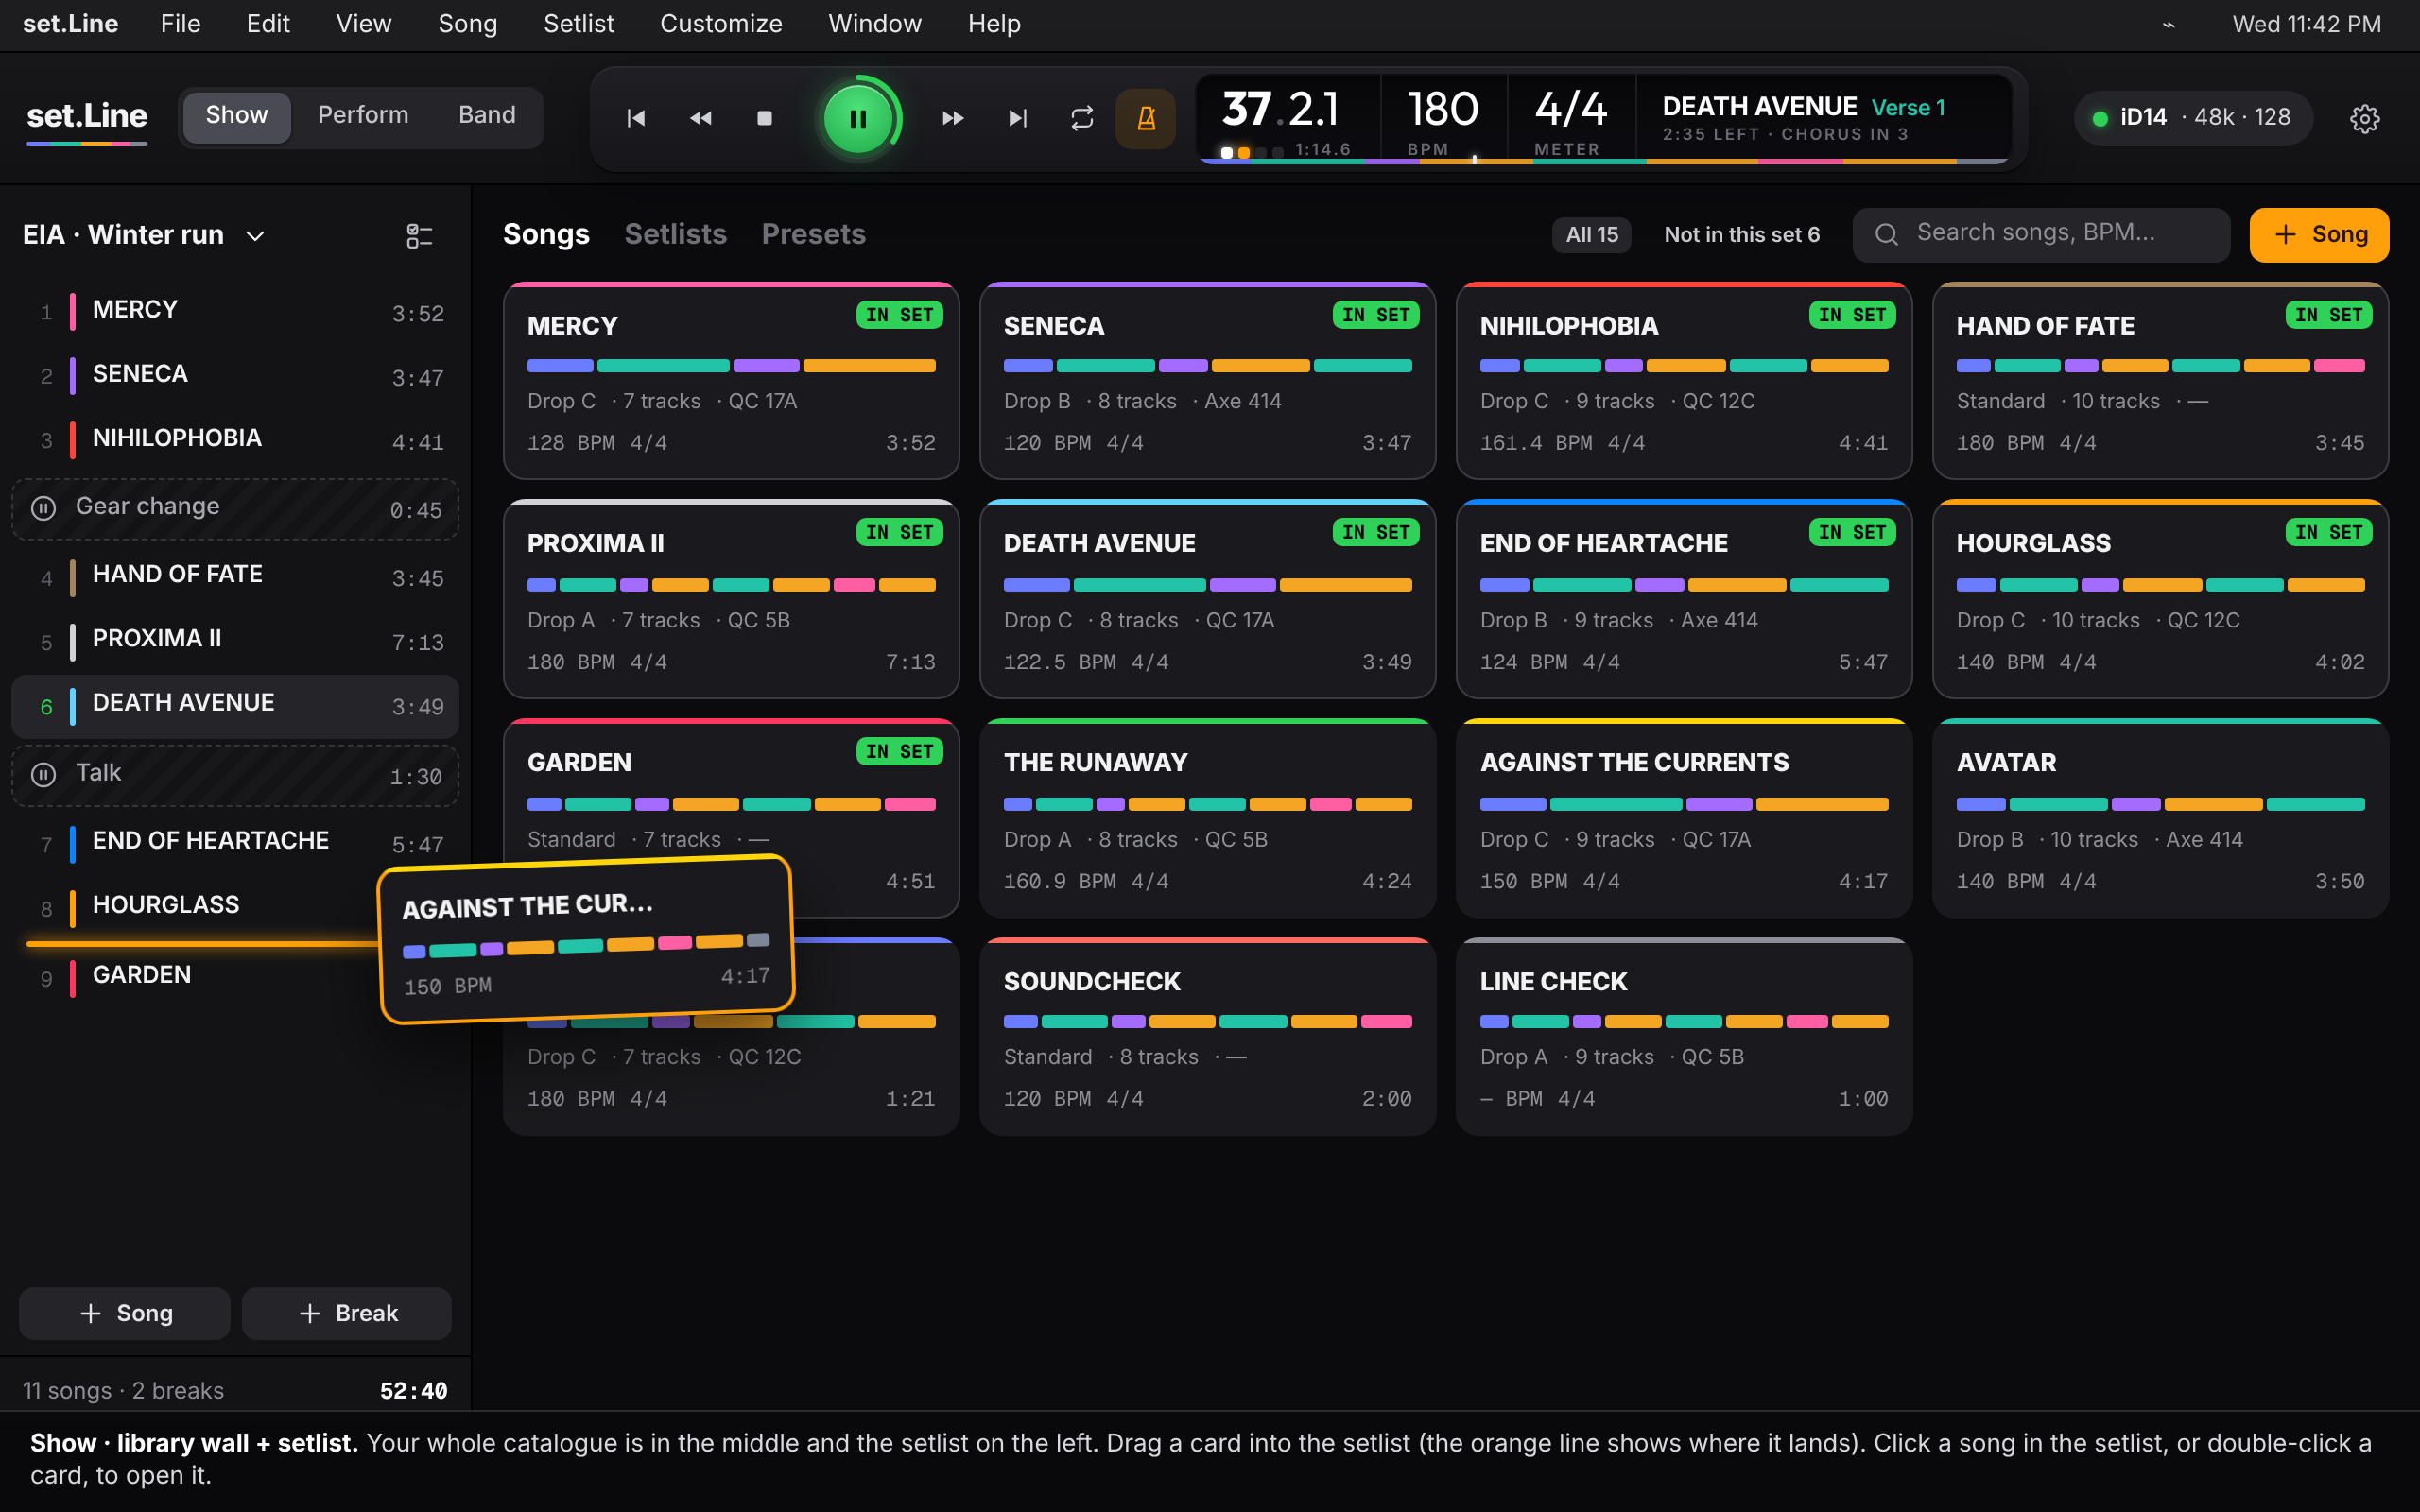 set.Line File Edit View Song Setlist Customize Window Help Wed 11:42 PM
set.Line Show Perform Band
37.2.1 180 4/4 DEATH AVENUE Verse 1
2:35 LEFT · CHORUS IN 3
1:14.6 BPM METER
iD14 · 48k · 128
EIA · Winter run
1 MERCY 3:52
2 SENECA 3:47
3 NIHILOPHOBIA 4:41
Gear change 0:45
4 HAND OF FATE 3:45
5 PROXIMA II 7:13
6 DEATH AVENUE 3:49
Talk 1:30
7 END OF HEARTACHE 5:47
8 HOURGLASS
9 GARDEN
+ Song + Break
11 songs · 2 breaks 52:40
Songs Setlists Presets All 15 Not in this set 6 Search songs, BPM... + Song
MERCY IN SET
Drop C · 7 tracks · QC 17A
128 BPM 4/4 3:52
SENECA IN SET
Drop B · 8 tracks · Axe 414
120 BPM 4/4 3:47
NIHILOPHOBIA IN SET
Drop C · 9 tracks · QC 12C
161.4 BPM 4/4 4:41
HAND OF FATE IN SET
Standard · 10 tracks · —
180 BPM 4/4 3:45
PROXIMA II IN SET
Drop A · 7 tracks · QC 5B
180 BPM 4/4 7:13
DEATH AVENUE IN SET
Drop C · 8 tracks · QC 17A
122.5 BPM 4/4 3:49
END OF HEARTACHE IN SET
Drop B · 9 tracks · Axe 414
124 BPM 4/4 5:47
HOURGLASS IN SET
Drop C · 10 tracks · QC 12C
140 BPM 4/4 4:02
GARDEN IN SET
Standard · 7 tracks · —
4:51
THE RUNAWAY
Drop A · 8 tracks · QC 5B
160.9 BPM 4/4 4:24
AGAINST THE CURRENTS
Drop C · 9 tracks · QC 17A
150 BPM 4/4 4:17
AVATAR
Drop B · 10 tracks · Axe 414
140 BPM 4/4 3:50
AGAINST THE CUR...
150 BPM 4:17
Drop C · 7 tracks · QC 12C
180 BPM 4/4 1:21
SOUNDCHECK
Standard · 8 tracks · —
120 BPM 4/4 2:00
LINE CHECK
Drop A · 9 tracks · QC 5B
— BPM 4/4 1:00
Show · library wall + setlist. Your whole catalogue is in the middle and the setlist on the left. Drag a card into the setlist (the orange line shows where it lands). Click a song in the setlist, or double-click a
card, to open it.